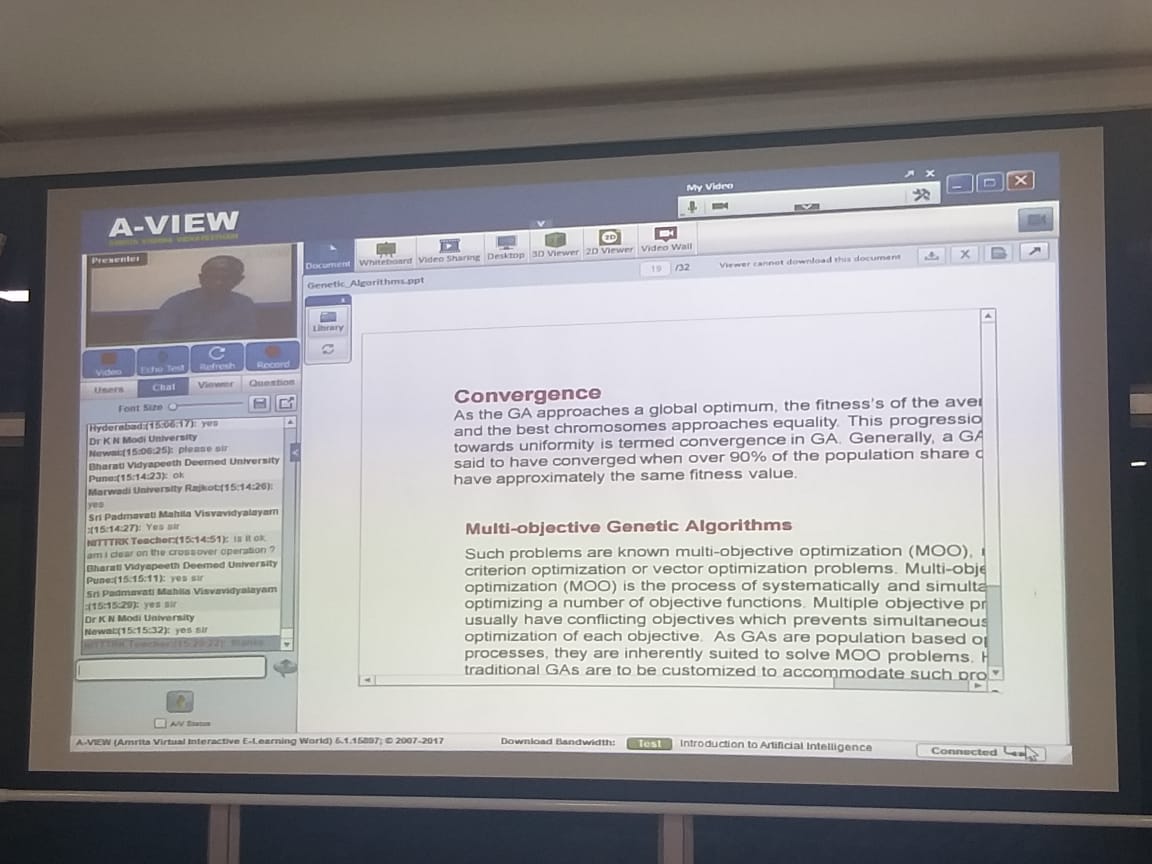 My Video
A-VIEW
AMRITA VISHWA VIDYAPEETHAM
Presenter
Document
Whiteboard
Video Sharing
Desktop
3D Viewer
2D Viewer
Video Wall
Genetic_Algorithms.ppt
19 /32
Viewer cannot download this document
Library
Video
Echo Test
Refresh
Record
Users
Chat
Viewer
Question
Font Size
Hyderabad:(15:06:17): yes
Dr K N Modi University
Newai:(15:06:25): please sir
Bharati Vidyapeeth Deemed University
Pune:(15:14:23): ok
Marwadi University Rajkot:(15:14:26):
yes
Sri Padmavati Mahila Visvavidyalayam
:(15:14:27): Yes sir
NITTTRK Teacher:(15:14:51): is it ok
am i clear on the crossover operation ?
Bharati Vidyapeeth Deemed University
Pune:(15:15:11): yes sir
Sri Padmavati Mahila Visvavidyalayam
:(15:15:29): yes sir
Dr K N Modi University
Newai:(15:15:32): yes sir
NITTTRK Teacher:
A/V Status
Convergence
As the GA approaches a global optimum, the fitness's of the aver
and the best chromosomes approaches equality. This progressio
towards uniformity is termed convergence in GA. Generally, a GA
said to have converged when over 90% of the population share o
have approximately the same fitness value.
Multi-objective Genetic Algorithms
Such problems are known multi-objective optimization (MOO),
criterion optimization or vector optimization problems. Multi-obje
optimization (MOO) is the process of systematically and simulta
optimizing a number of objective functions. Multiple objective pr
usually have conflicting objectives which prevents simultaneous
optimization of each objective. As GAs are population based
processes, they are inherently suited to solve MOO problems. H
traditional GAs are to be customized to accommodate such pro
A-VIEW (Amrita Virtual Interactive E-Learning World) 5.1.15897; © 2007-2017
Download Bandwidth:
Test
Introduction to Artificial Intelligence
Connected